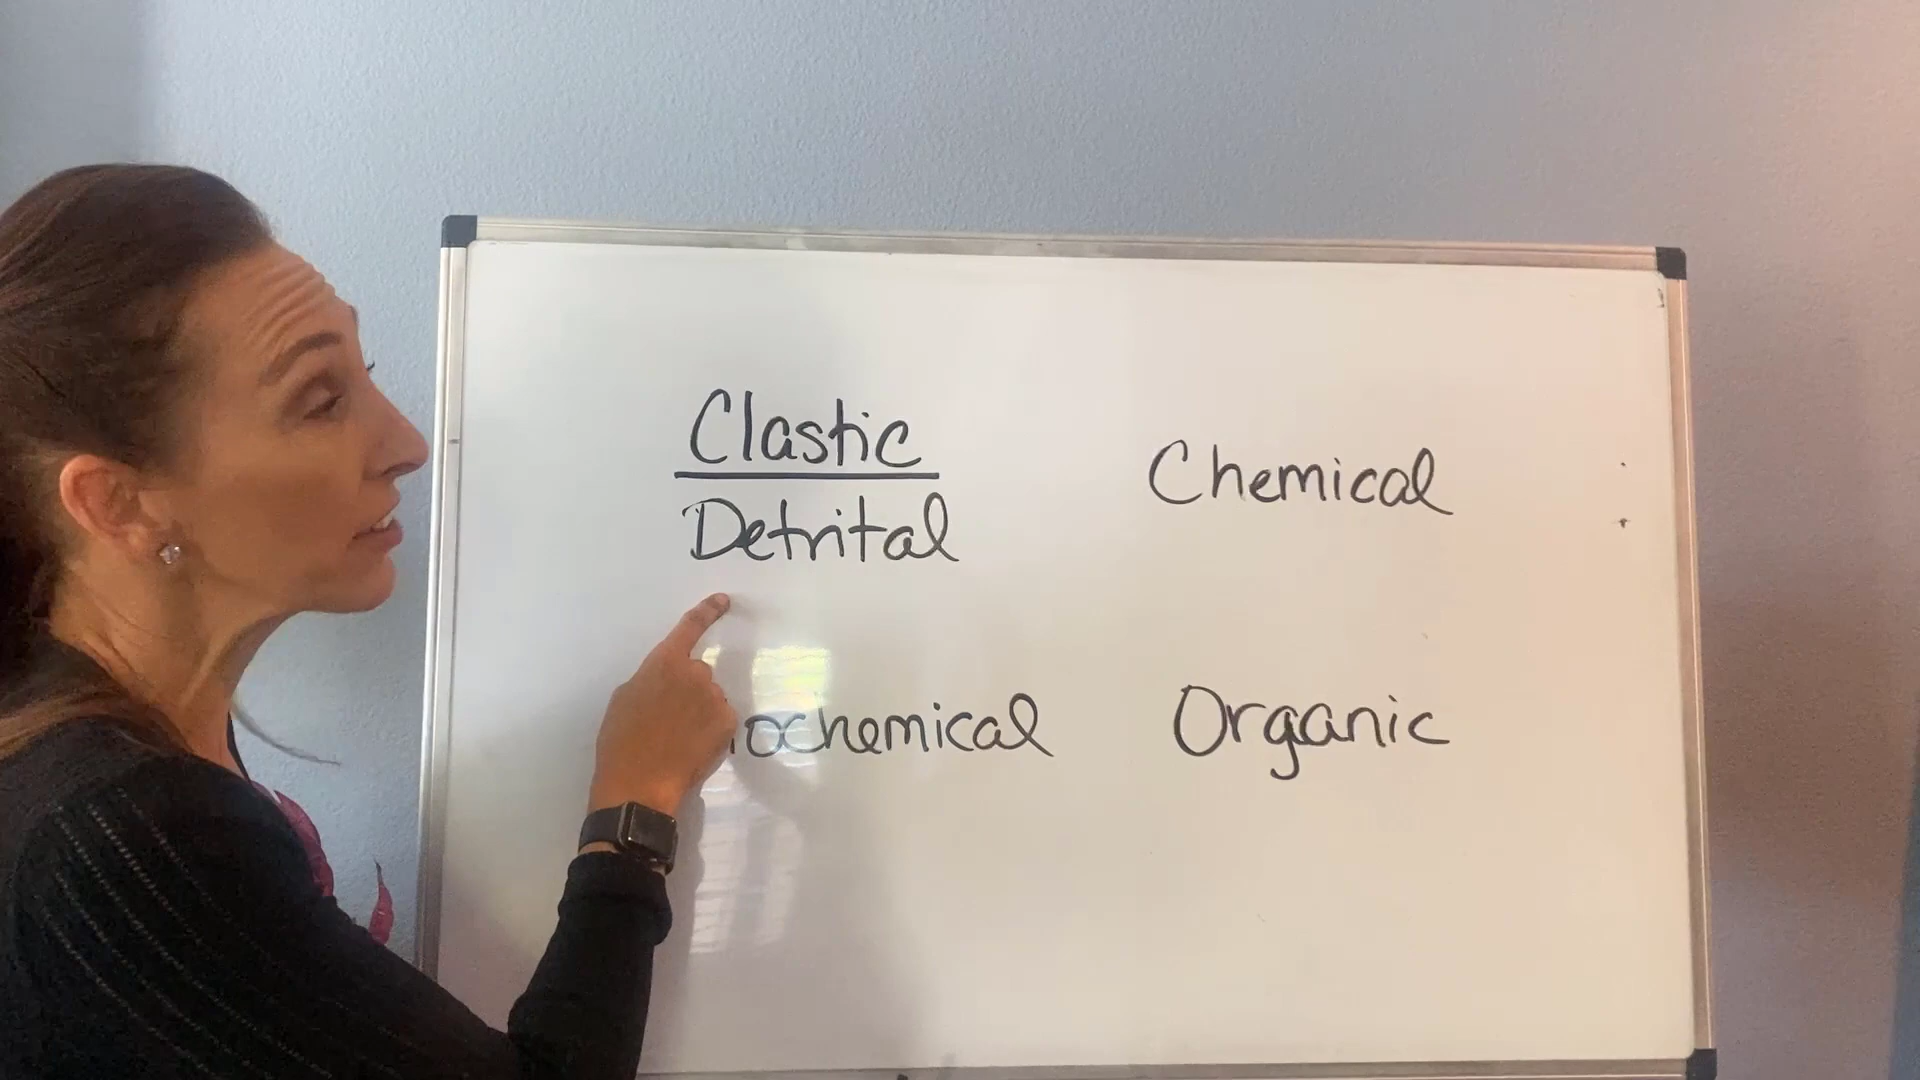 Clastic
Detrital
Chemical
ochemical
Organic